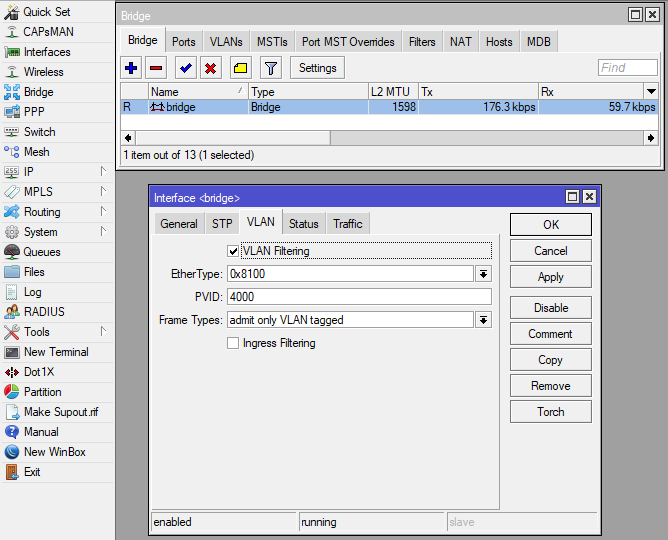 Quick Set
CAPsMAN
Interfaces
Wireless
Bridge
PPP
Switch
Mesh
IP
MPLS
Routing
System
Queues
Files
Log
RADIUS
Tools
New Terminal
Dot1X
Partition
Make Supout.rif
Manual
New WinBox
Exit
Bridge
Bridge Ports VLANs MSTIs Port MST Overrides Filters NAT Hosts MDB
Settings Find
Name Type L2 MTU Tx Rx
R bridge Bridge 1598 176.3 kbps 59.7 kbps
1 item out of 13 (1 selected)
Interface <bridge>
General STP VLAN Status Traffic
VLAN Filtering
EtherType: 0x8100
PVID: 4000
Frame Types: admit only VLAN tagged
Ingress Filtering
OK
Cancel
Apply
Disable
Comment
Copy
Remove
Torch
enabled running slave